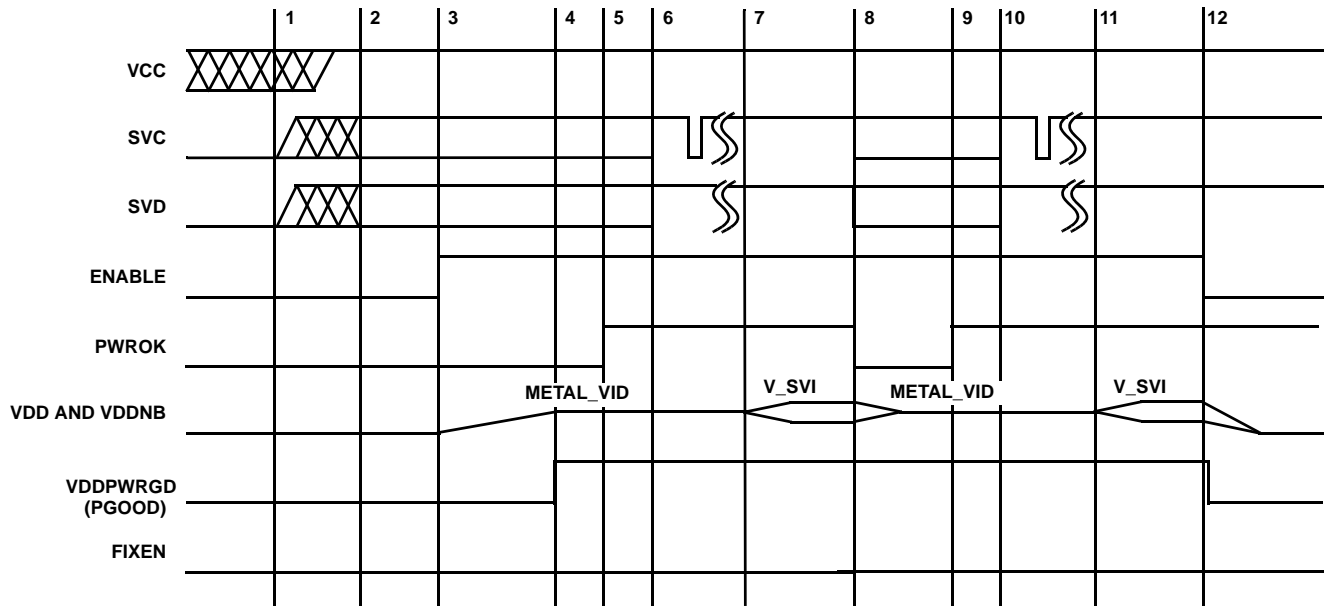 1 2 3 4 5 6 7 8 9 10 11 12
VCC
SVC
SVD
ENABLE
PWROK
METAL_VID V_SVI METAL_VID V_SVI
VDD AND VDDNB
VDDPWRGD
(PGOOD)
FIXEN